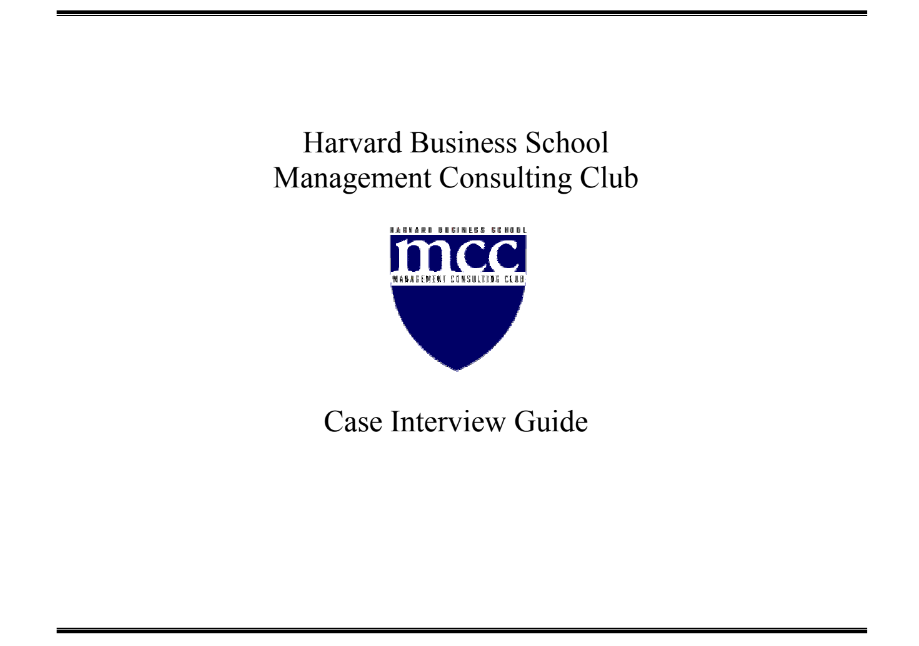 Harvard Business School
Management Consulting Club
HARVARD BUSINESS SCHOOL
mcc
MANAGEMENT CONSULTING CLUB
Case Interview Guide